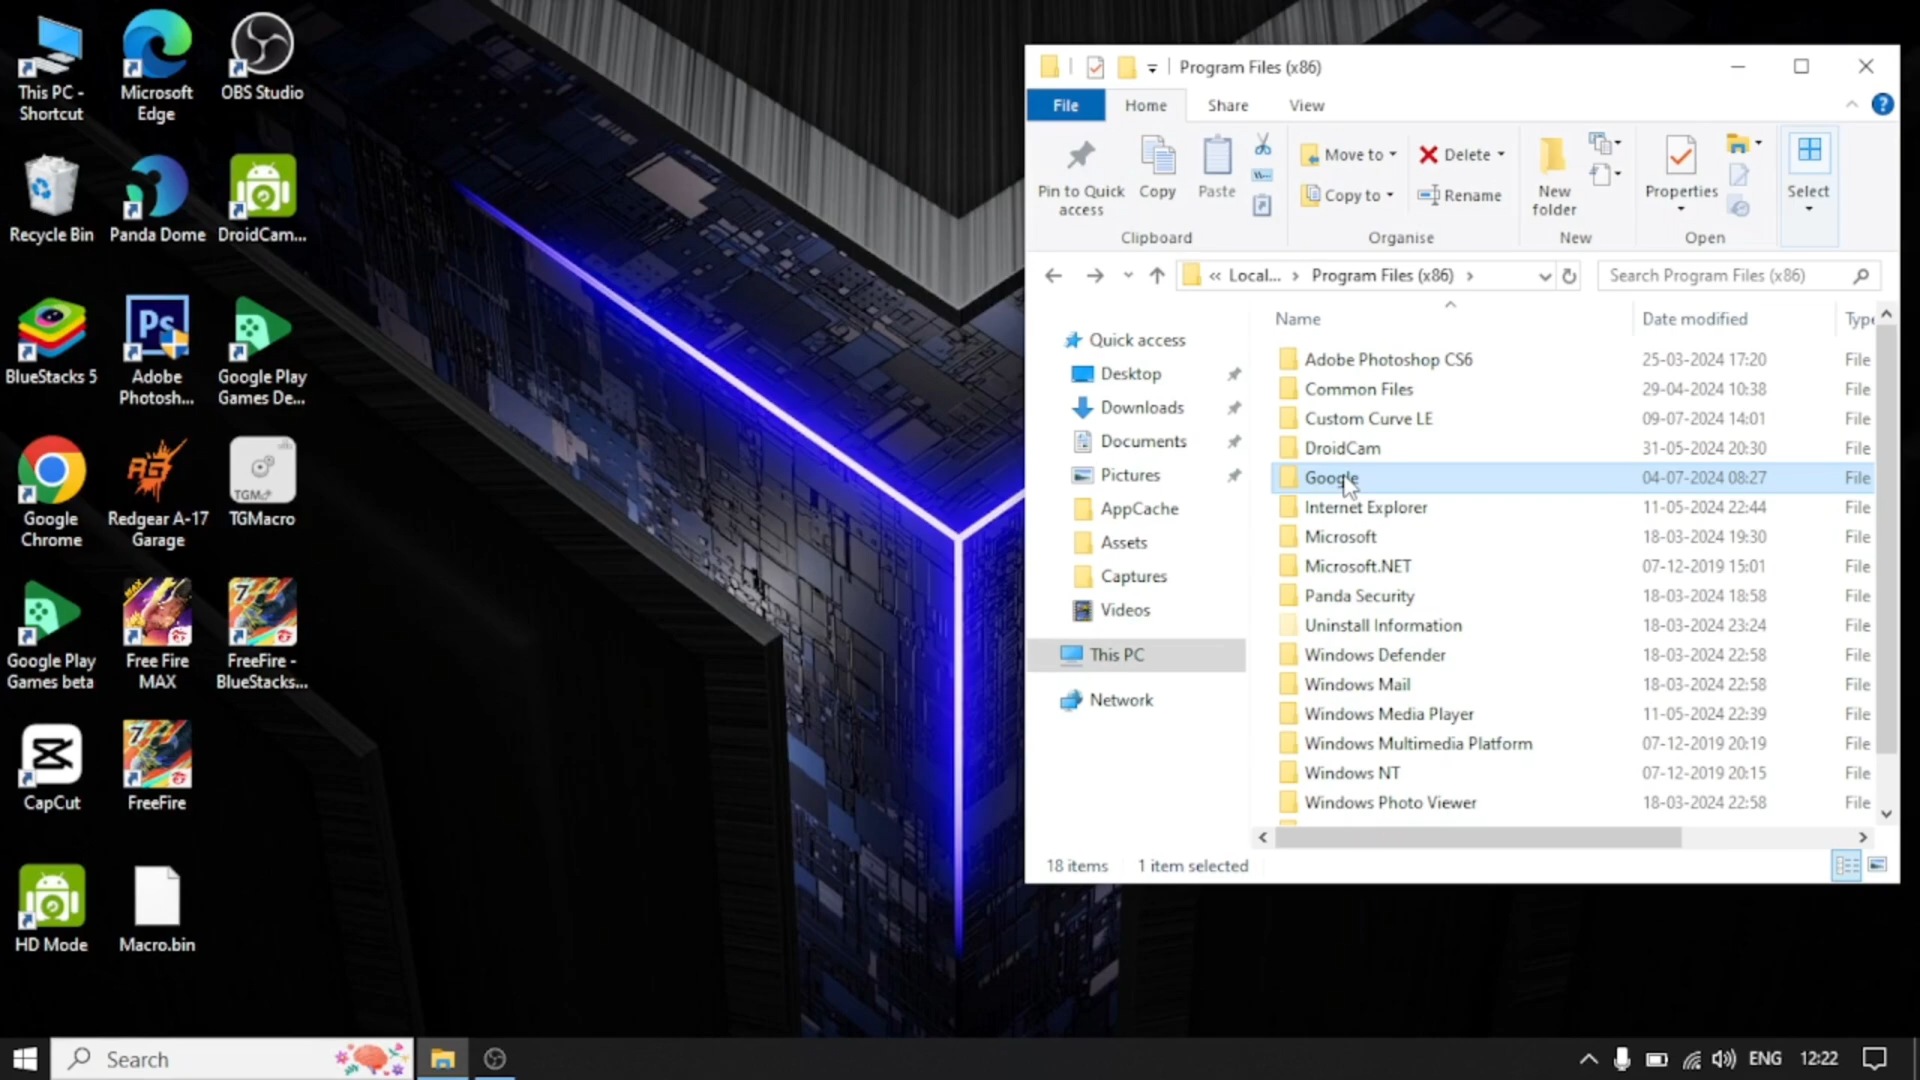 This PC -
Shortcut
Microsoft
Edge
OBS Studio
Recycle Bin
Panda Dome
DroidCam...
BlueStacks 5
Ps
Adobe
Photosh...
Google Play
Games De...
Google
Chrome
Redgear A-17
Garage
TGM
TGMacro
Google Play
Games beta
MAX
Free Fire
MAX
7
FreeFire -
BlueStacks...
CapCut
7
FreeFire
HD Mode
Macro.bin
Program Files (x86)
File
Home
Share
View
?
Pin to Quick
access
Copy
Paste
Move to
Copy to
Delete
Rename
New
folder
Properties
Select
Clipboard
Organise
New
Open
« Local... › Program Files (x86) ›
Search Program Files (x86)
Quick access
Desktop
Downloads
Documents
Pictures
AppCache
Assets
Captures
Videos
This PC
Network
Name Date modified Type
Adobe Photoshop CS6 25-03-2024 17:20 File
Common Files 29-04-2024 10:38 File
Custom Curve LE 09-07-2024 14:01 File
DroidCam 31-05-2024 20:30 File
Google 04-07-2024 08:27 File
Internet Explorer 11-05-2024 22:44 File
Microsoft 18-03-2024 19:30 File
Microsoft.NET 07-12-2019 15:01 File
Panda Security 18-03-2024 18:58 File
Uninstall Information 18-03-2024 23:24 File
Windows Defender 18-03-2024 22:58 File
Windows Mail 18-03-2024 22:58 File
Windows Media Player 11-05-2024 22:39 File
Windows Multimedia Platform 07-12-2019 20:19 File
Windows NT 07-12-2019 20:15 File
Windows Photo Viewer 18-03-2024 22:58 File
18 items 1 item selected
Search
ENG 12:22